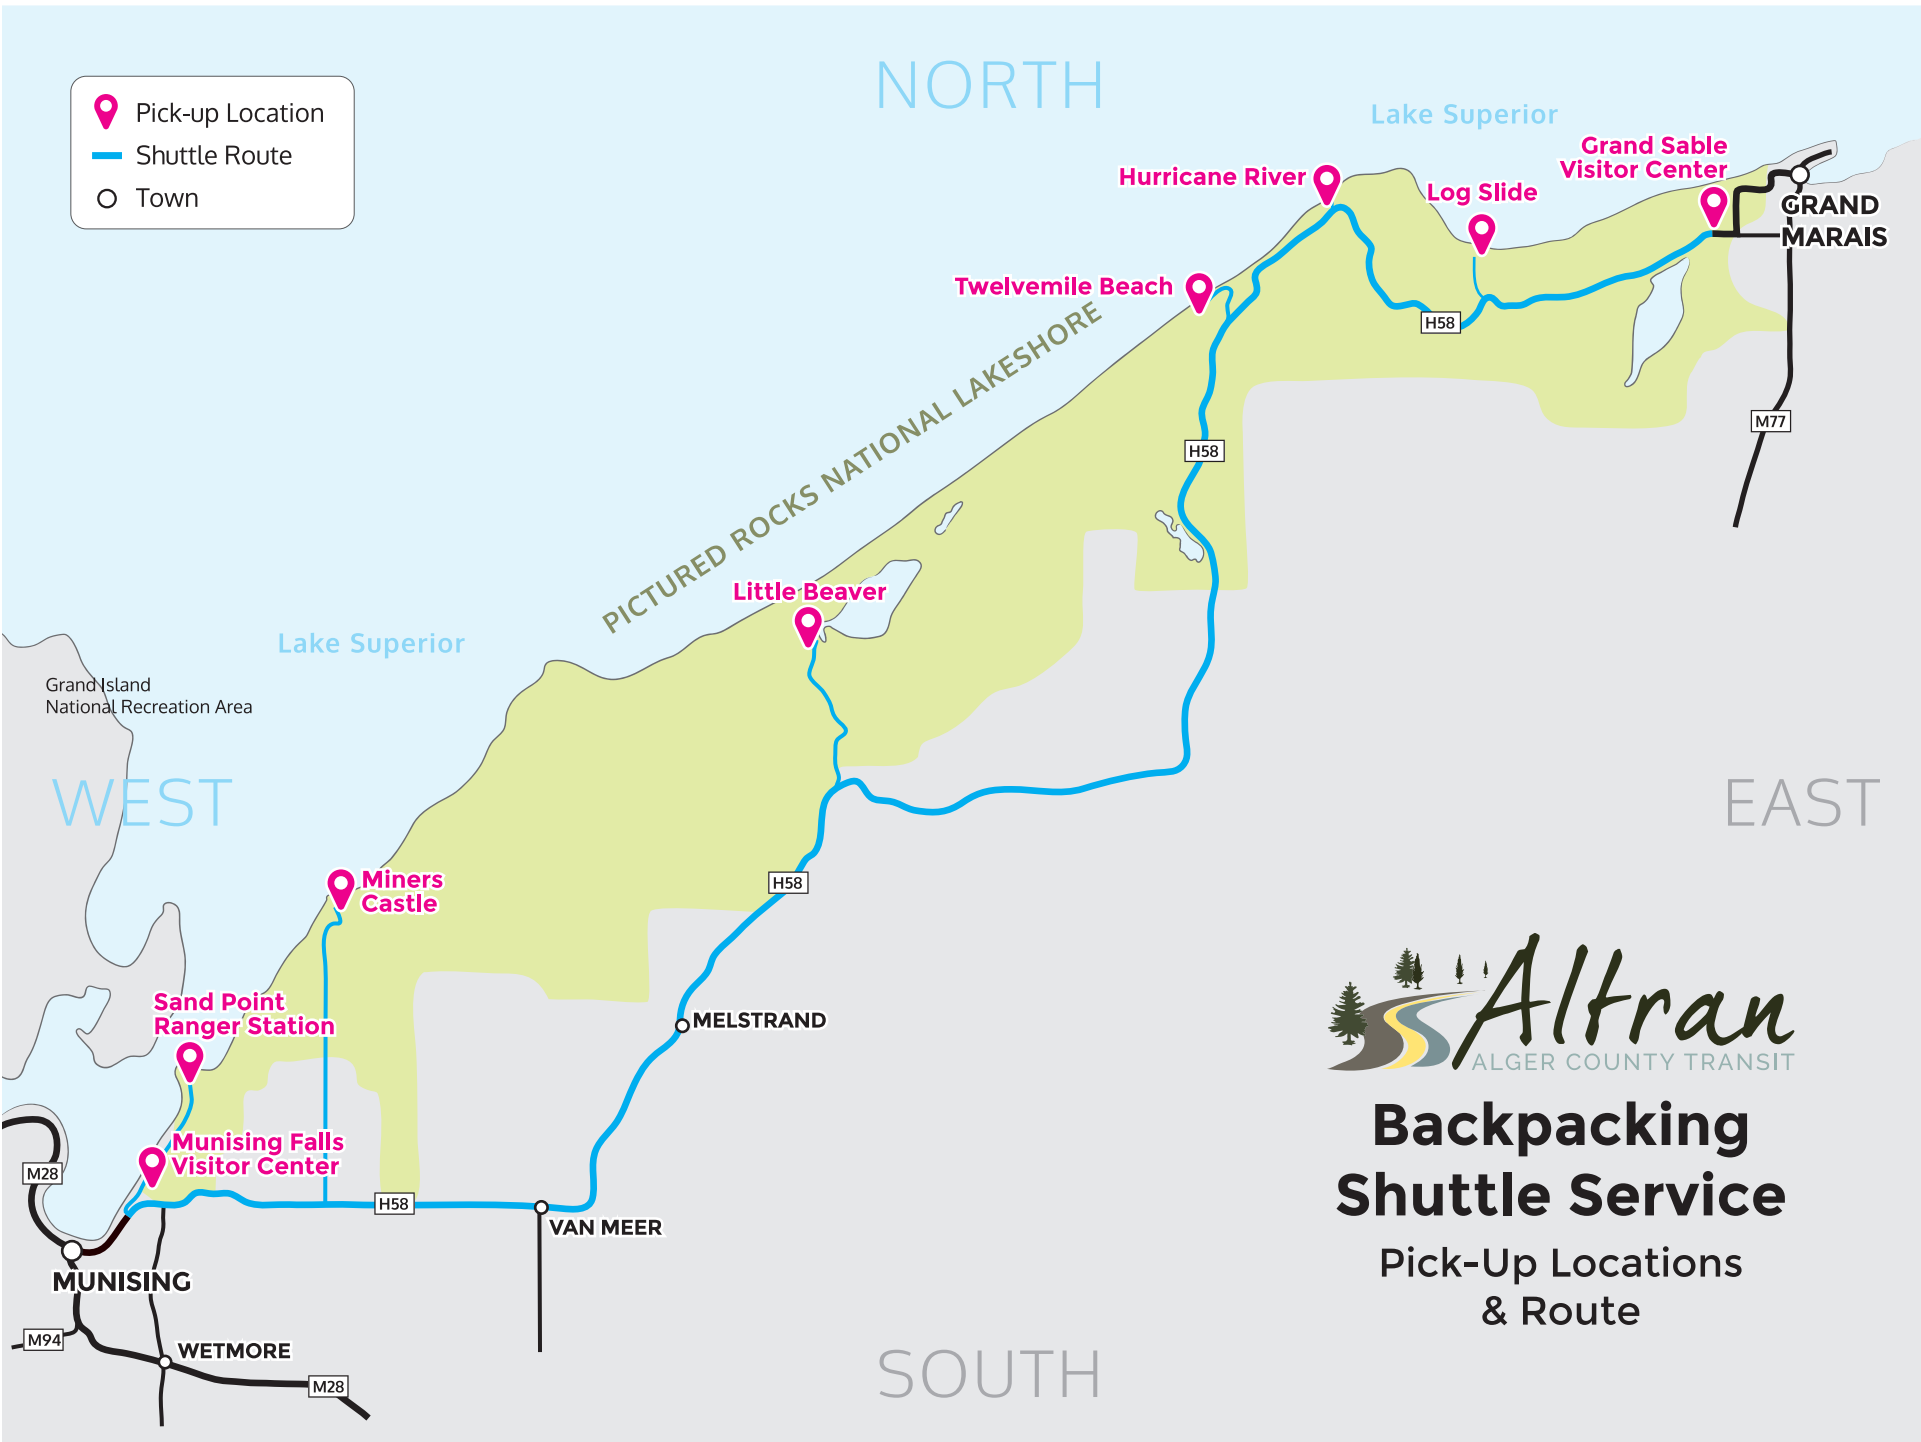 NORTH
Pick-up Location
Shuttle Route
Town
Lake Superior
Grand Sable
Visitor Center
Hurricane River
Log Slide
GRAND
MARAIS
Twelvemile Beach
H58
PICTURED ROCKS NATIONAL LAKESHORE
M77
H58
Little Beaver
Lake Superior
Grand Island
National Recreation Area
WEST
EAST
Miners
Castle
H58
Sand Point
Ranger Station
MELSTRAND
Altran
ALGER COUNTY TRANSIT
Backpacking
Shuttle Service
Pick-Up Locations
& Route
Munising Falls
Visitor Center
M28
H58
VAN MEER
MUNISING
M94
WETMORE
M28
SOUTH